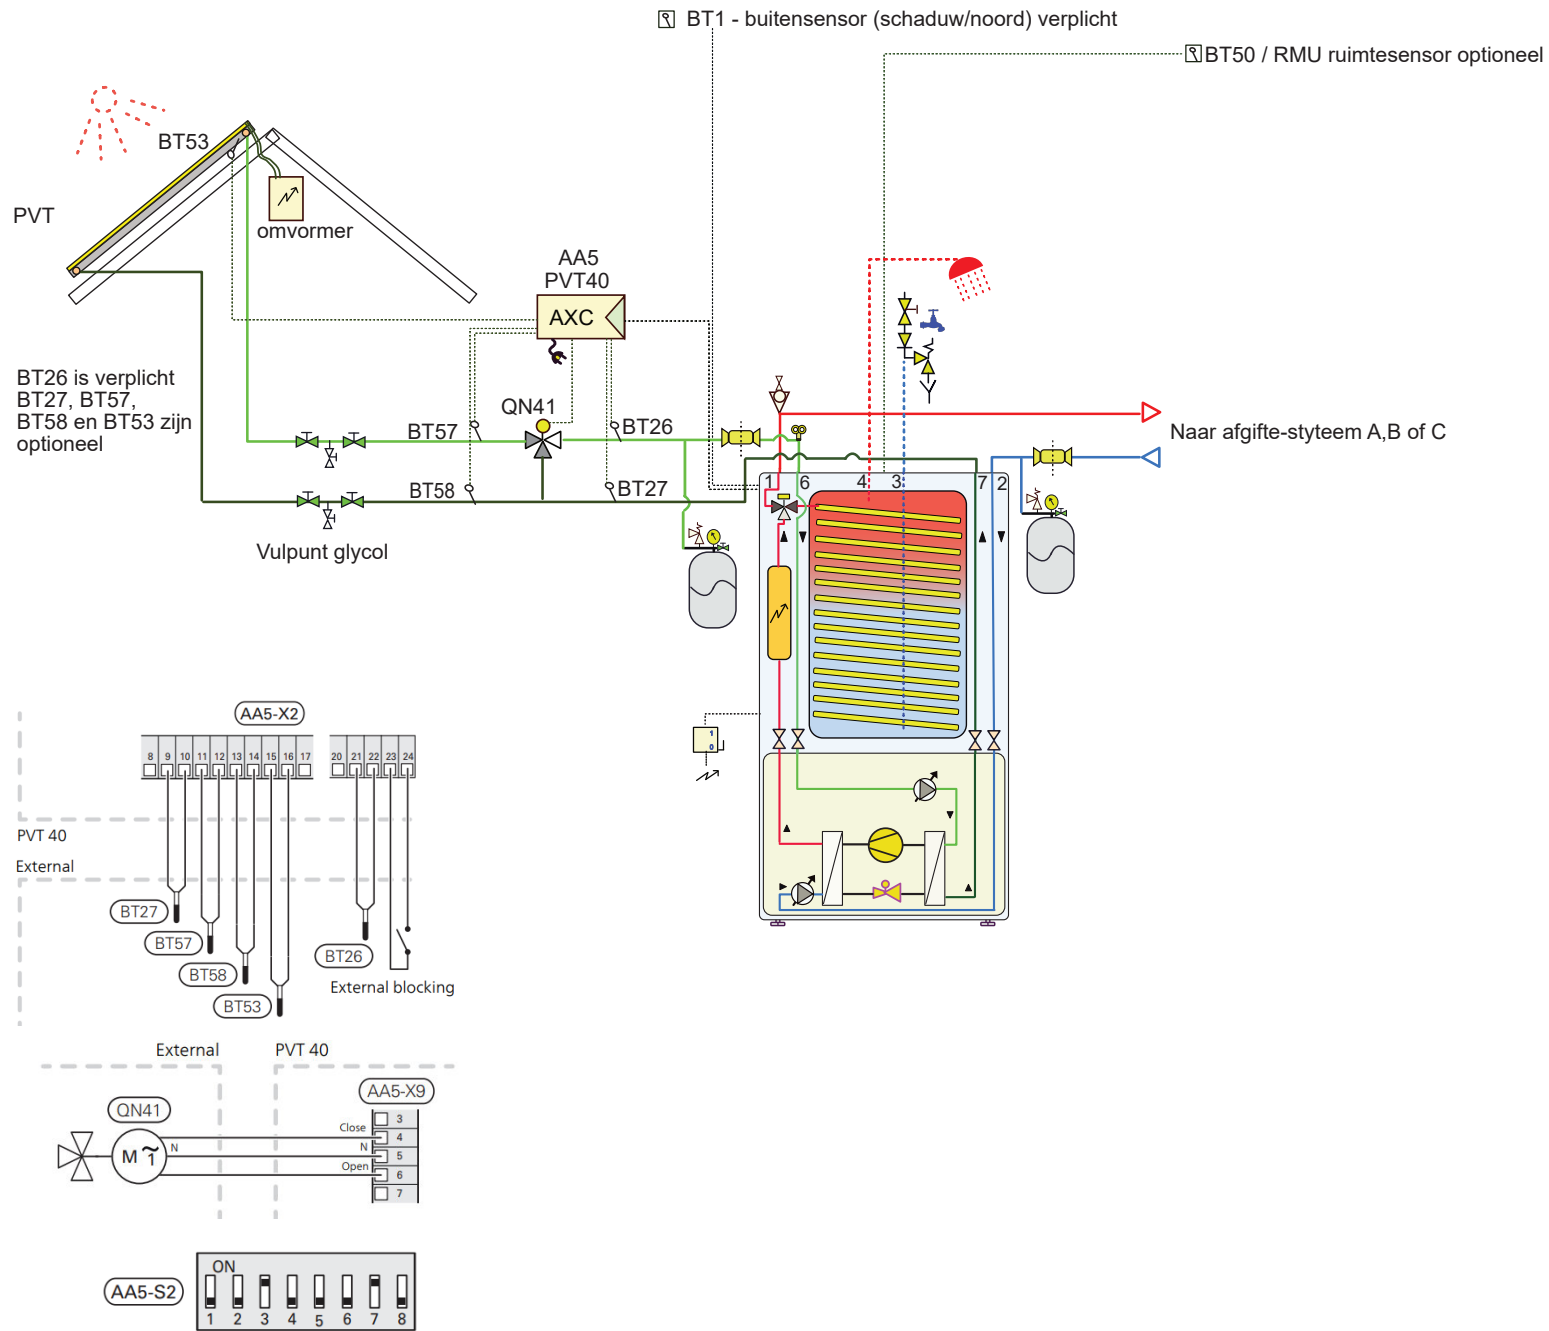 BT1 - buitensensor (schaduw/noord) verplicht
BT50 / RMU ruimtesensor optioneel
BT53
PVT
omvormer
AA5
PVT40
AXC
BT26 is verplicht
BT27, BT57,
BT58 en BT53 zijn
optioneel
QN41
BT57
BT26
BT58
BT27
Naar afgifte-styteem A,B of C
1 6 4 3 7 2
Vulpunt glycol
1
0
AA5-X2
8 9 10 11 12 13 14 15 16 17 20 21 22 23 24
PVT 40
External
BT27
BT57
BT58
BT53
BT26
External blocking
External PVT 40
AA5-X9
QN41
M 1
N
Close
N
Open
3
4
5
6
7
ON
AA5-S2
1 2 3 4 5 6 7 8